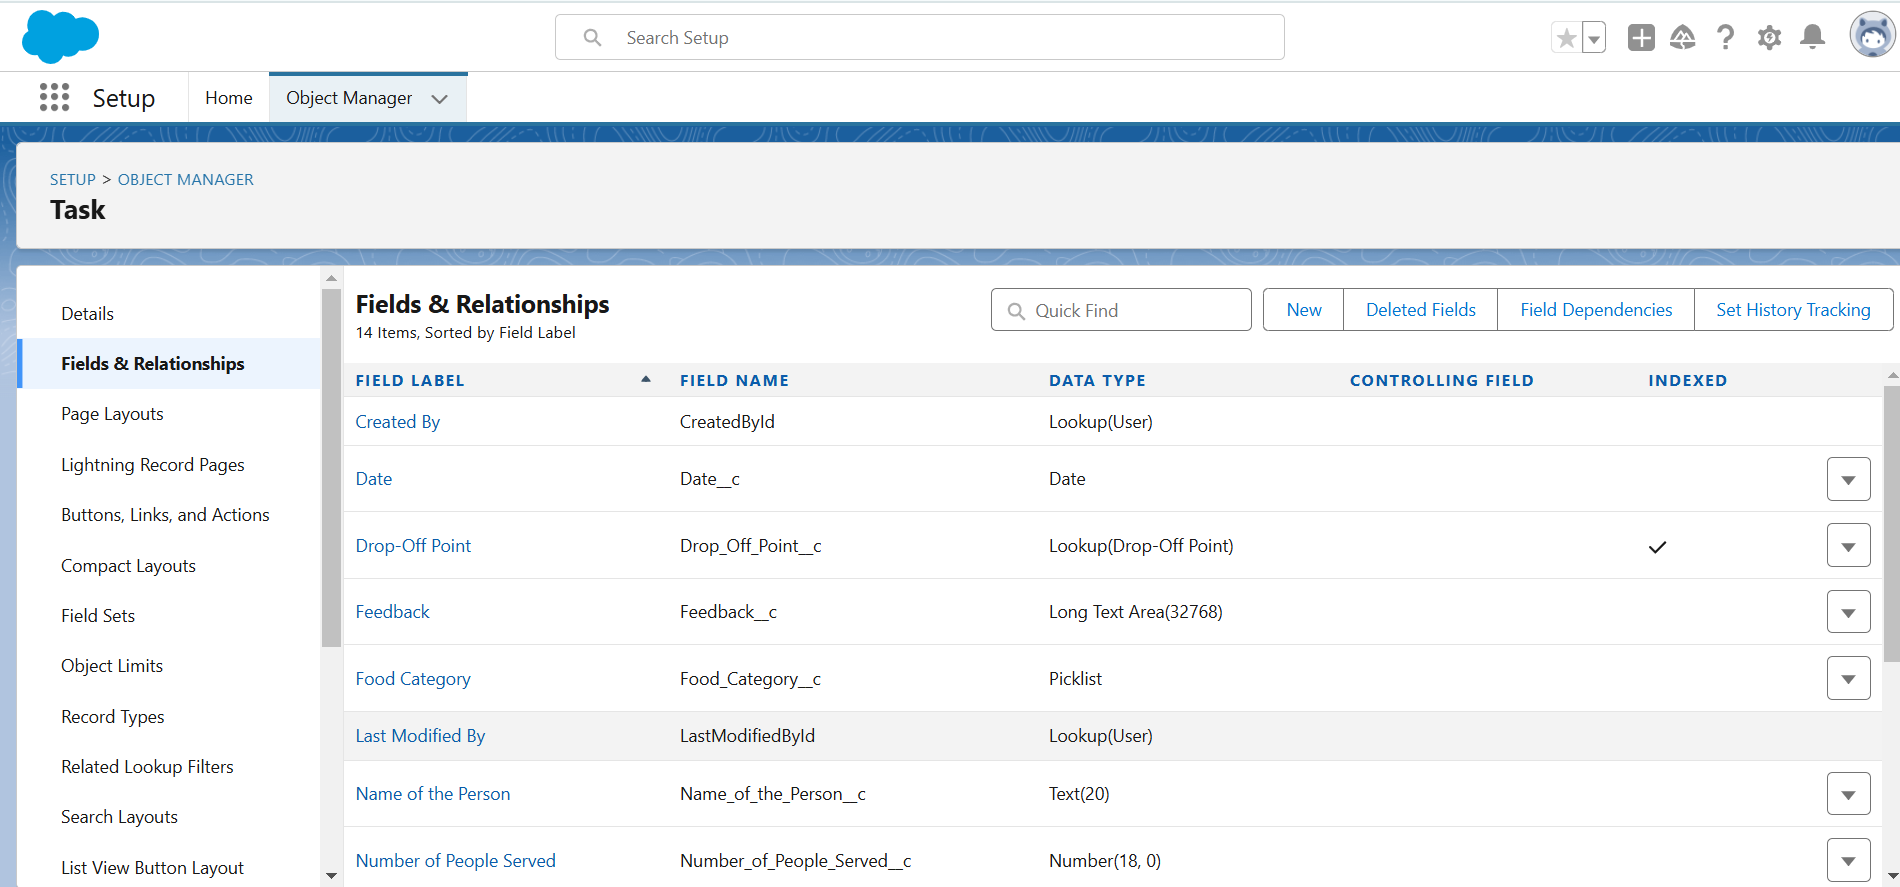 Search Setup
Setup
Home
Object Manager
SETUP > OBJECT MANAGER
Task
Details
Fields & Relationships
Page Layouts
Lightning Record Pages
Buttons, Links, and Actions
Compact Layouts
Field Sets
Object Limits
Record Types
Related Lookup Filters
Search Layouts
List View Button Layout
Fields & Relationships
14 Items, Sorted by Field Label
Quick Find
New
Deleted Fields
Field Dependencies
Set History Tracking
FIELD LABEL FIELD NAME DATA TYPE CONTROLLING FIELD INDEXED
Created By CreatedById Lookup(User)
Date Date__c Date
Drop-Off Point Drop_Off_Point__c Lookup(Drop-Off Point)
Feedback Feedback__c Long Text Area(32768)
Food Category Food_Category__c Picklist
Last Modified By LastModifiedById Lookup(User)
Name of the Person Name_of_the_Person__c Text(20)
Number of People Served Number_of_People_Served__c Number(18, 0)